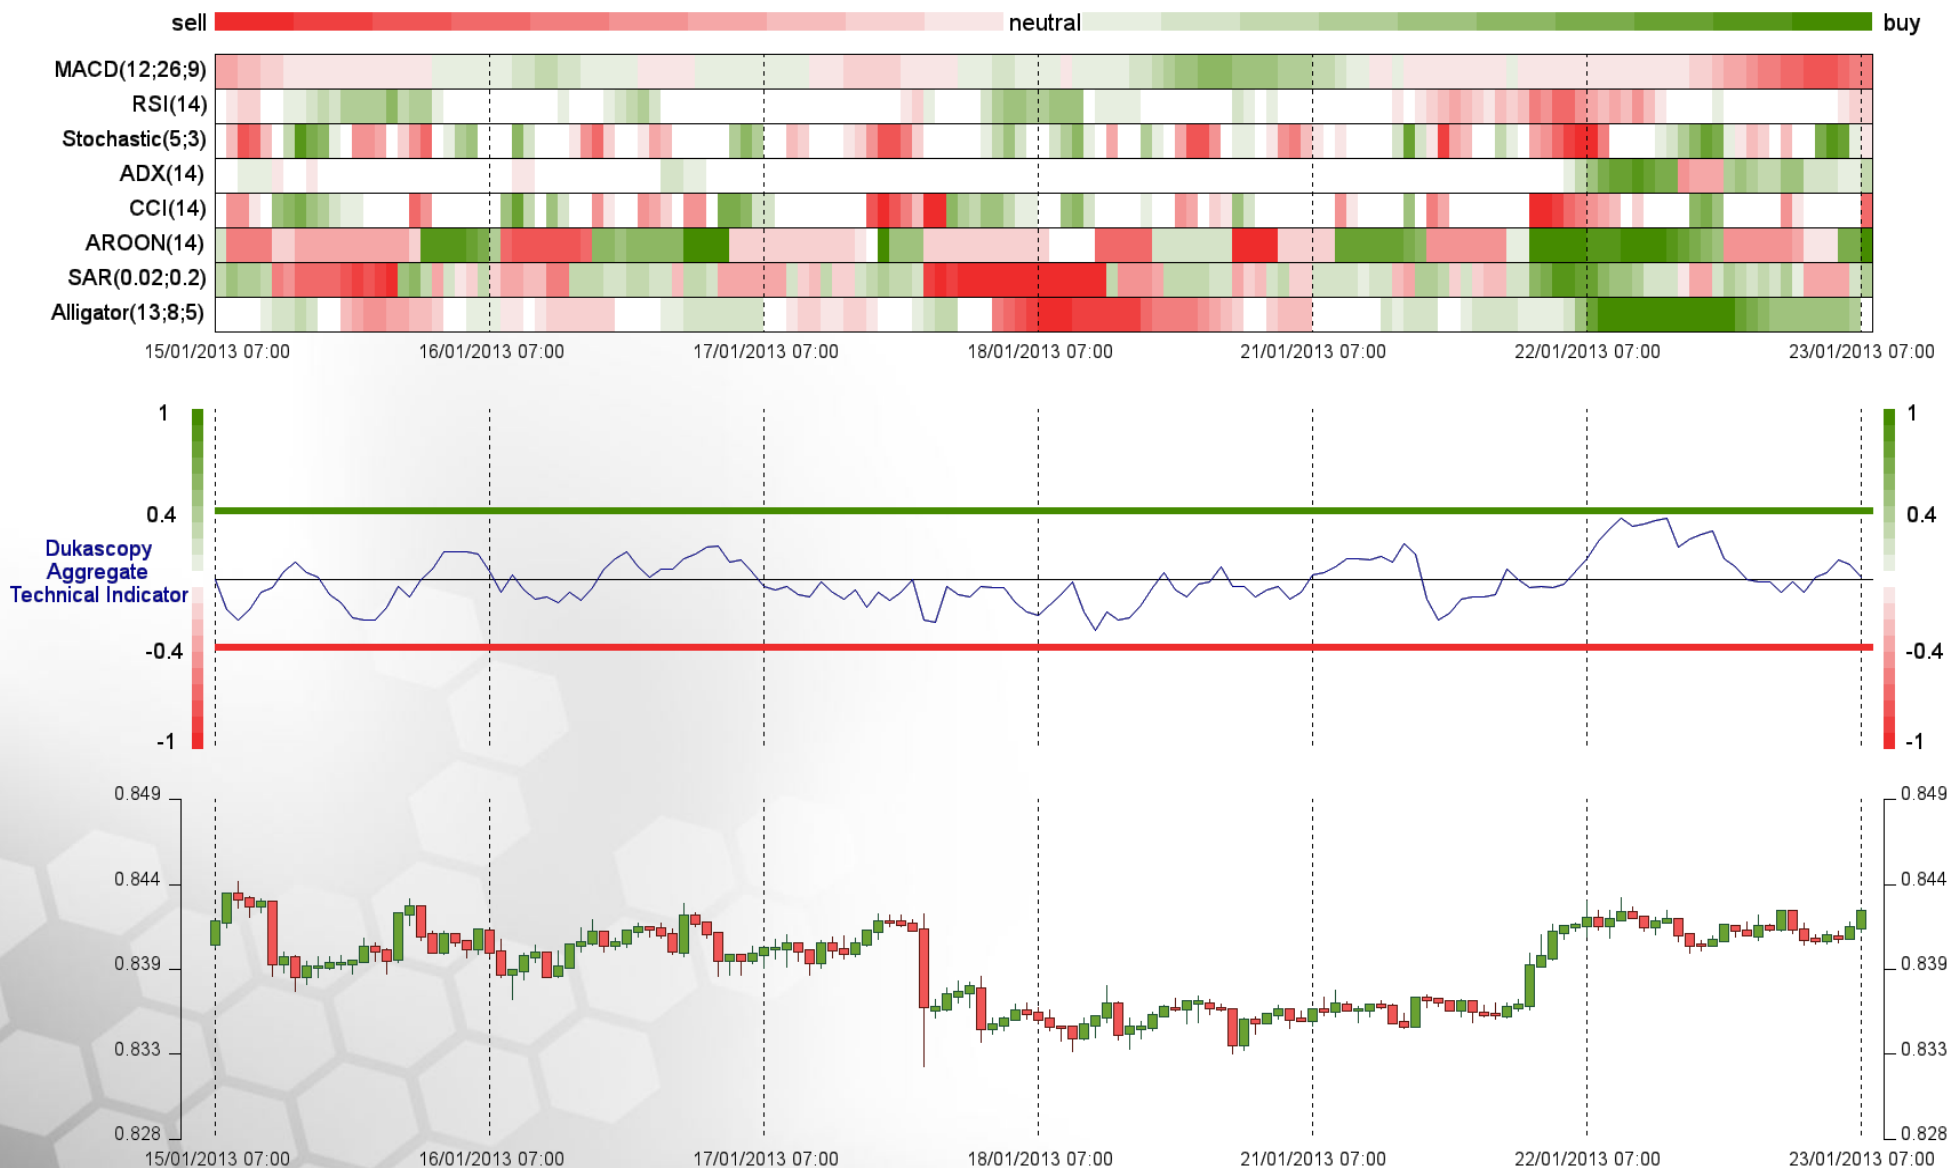 sell neutral buy
MACD(12;26;9)
RSI(14)
Stochastic(5;3)
ADX(14)
CCI(14)
AROON(14)
SAR(0.02;0.2)
Alligator(13;8;5)
15/01/2013 07:00 16/01/2013 07:00 17/01/2013 07:00 18/01/2013 07:00 21/01/2013 07:00 22/01/2013 07:00 23/01/2013 07:00
1 1
0.4 0.4
Dukascopy
Aggregate
Technical Indicator
-0.4 -0.4
-1 -1
0.849 0.849
0.844 0.844
0.839 0.839
0.833 0.833
0.828 0.828
15/01/2013 07:00 16/01/2013 07:00 17/01/2013 07:00 18/01/2013 07:00 21/01/2013 07:00 22/01/2013 07:00 23/01/2013 07:00